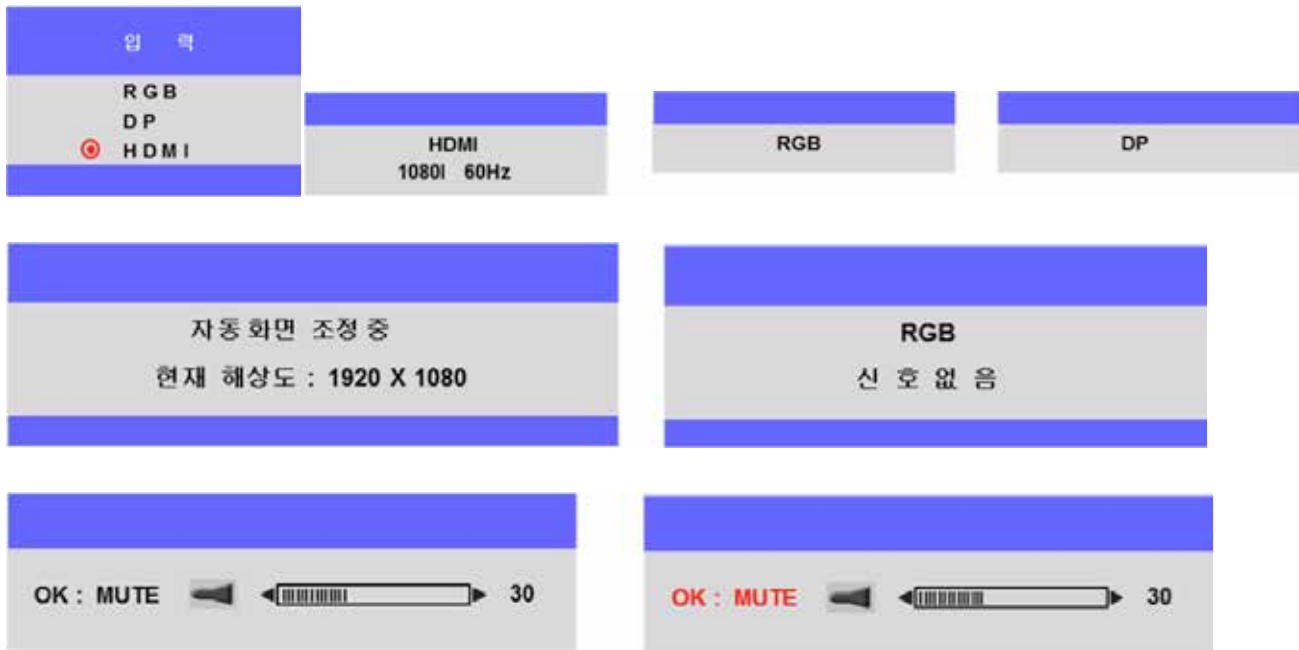 입 력
RGB
DP
HDMI
HDMI
1080I 60Hz
RGB
DP
자동화면 조정중
현재 해상도 : 1920 X 1080
RGB
신 호 없 음
OK : MUTE 30
OK : MUTE 30